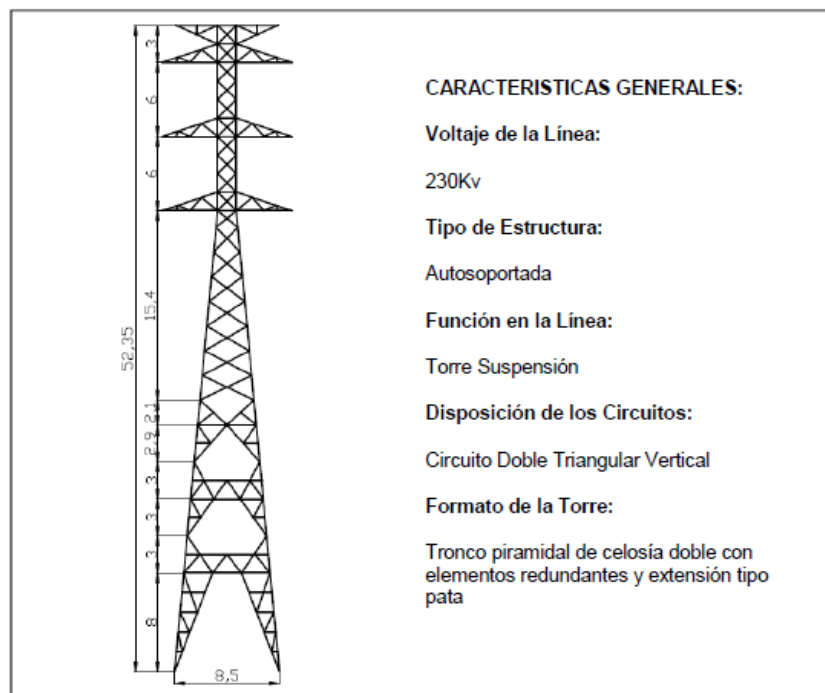 3
6
6
15,4
52,35
2,1
2,9
3
3
3
8
8,5
CARACTERISTICAS GENERALES:
Voltaje de la Línea:
230Kv
Tipo de Estructura:
Autosoportada
Función en la Línea:
Torre Suspensión
Disposición de los Circuitos:
Circuito Doble Triangular Vertical
Formato de la Torre:
Tronco piramidal de celosía doble con
elementos redundantes y extensión tipo
pata